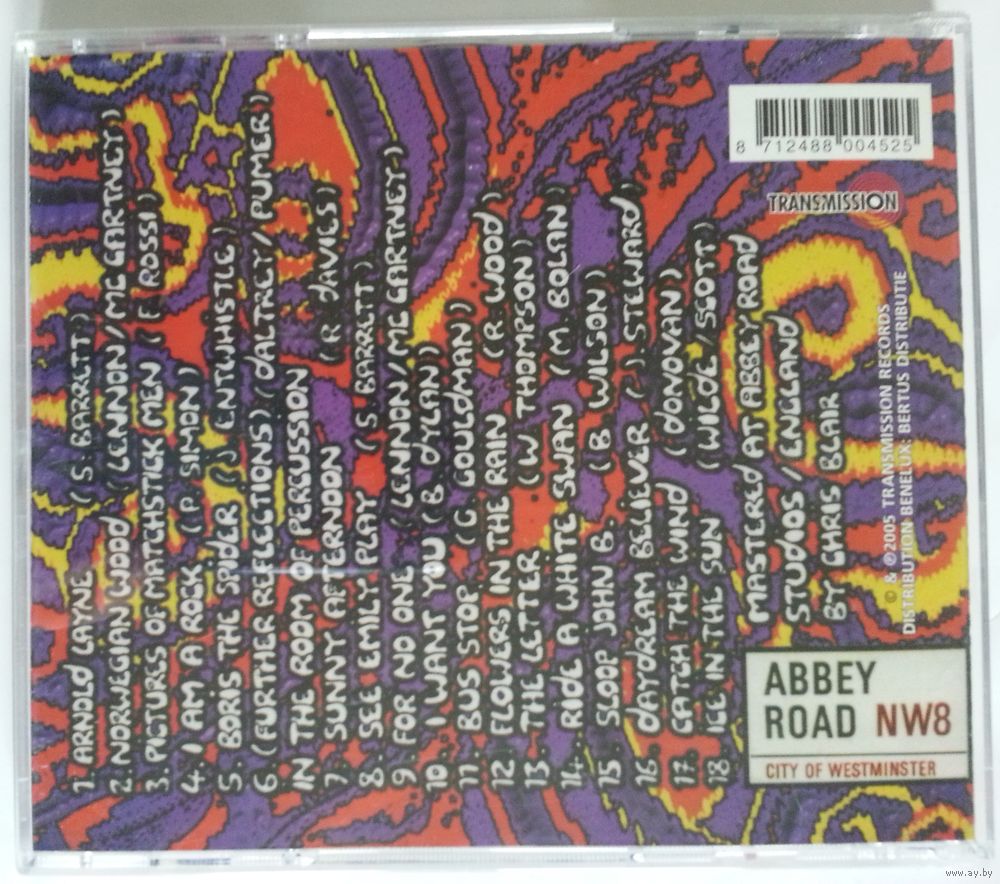 1. ARNOLD LAYNE (S. BARRETT)
2. NORWEGIAN WOOD (LENNON/MC CARTNEY)
3. PICTURES OF MATCHSTICK MEN (F. ROSSI)
4. I AM A ROCK (P. SIMON)
5. BORIS THE SPIDER (J. ENTWHISTLE)
6. (FURTHER REFLECTIONS) (DALTREY/PUMER)
IN THE ROOM OF PERCUSSION
7. SUNNY AFTERNOON (R. DAVIES)
8. SEE EMILY PLAY (S. BARRETT)
9. FOR NO ONE (LENNON/MC CARTNEY)
10. I WANT YOU (B. DYLAN)
11. BUS STOP (G. GOULDMAN)
12 FLOWERS IN THE RAIN (R. WOOD)
13. THE LETTER (W. THOMPSON)
14. RIDE A WHITE SWAN (M. BOLAN)
15. SLOOP JOHN B. (B. WILSON)
16. DAYDREAM BELIEVER (J. STEWARD)
17. CATCH THE WIND (DONOVAN)
18 ICE IN THE SUN (WILDE/SCOTT)
MASTERED AT ABBEY ROAD
STUDIOS / ENGELAND
BY CHRIS BLAIR
© & ℗2005 TRANSMISSION RECORDS
DISTRIBUTION BENELUX: BERTUS DISTRIBUTIE
8 712488 004525
TRANSMISSION
ABBEY
ROAD NW8
CITY OF WESTMINSTER
www.ay.by